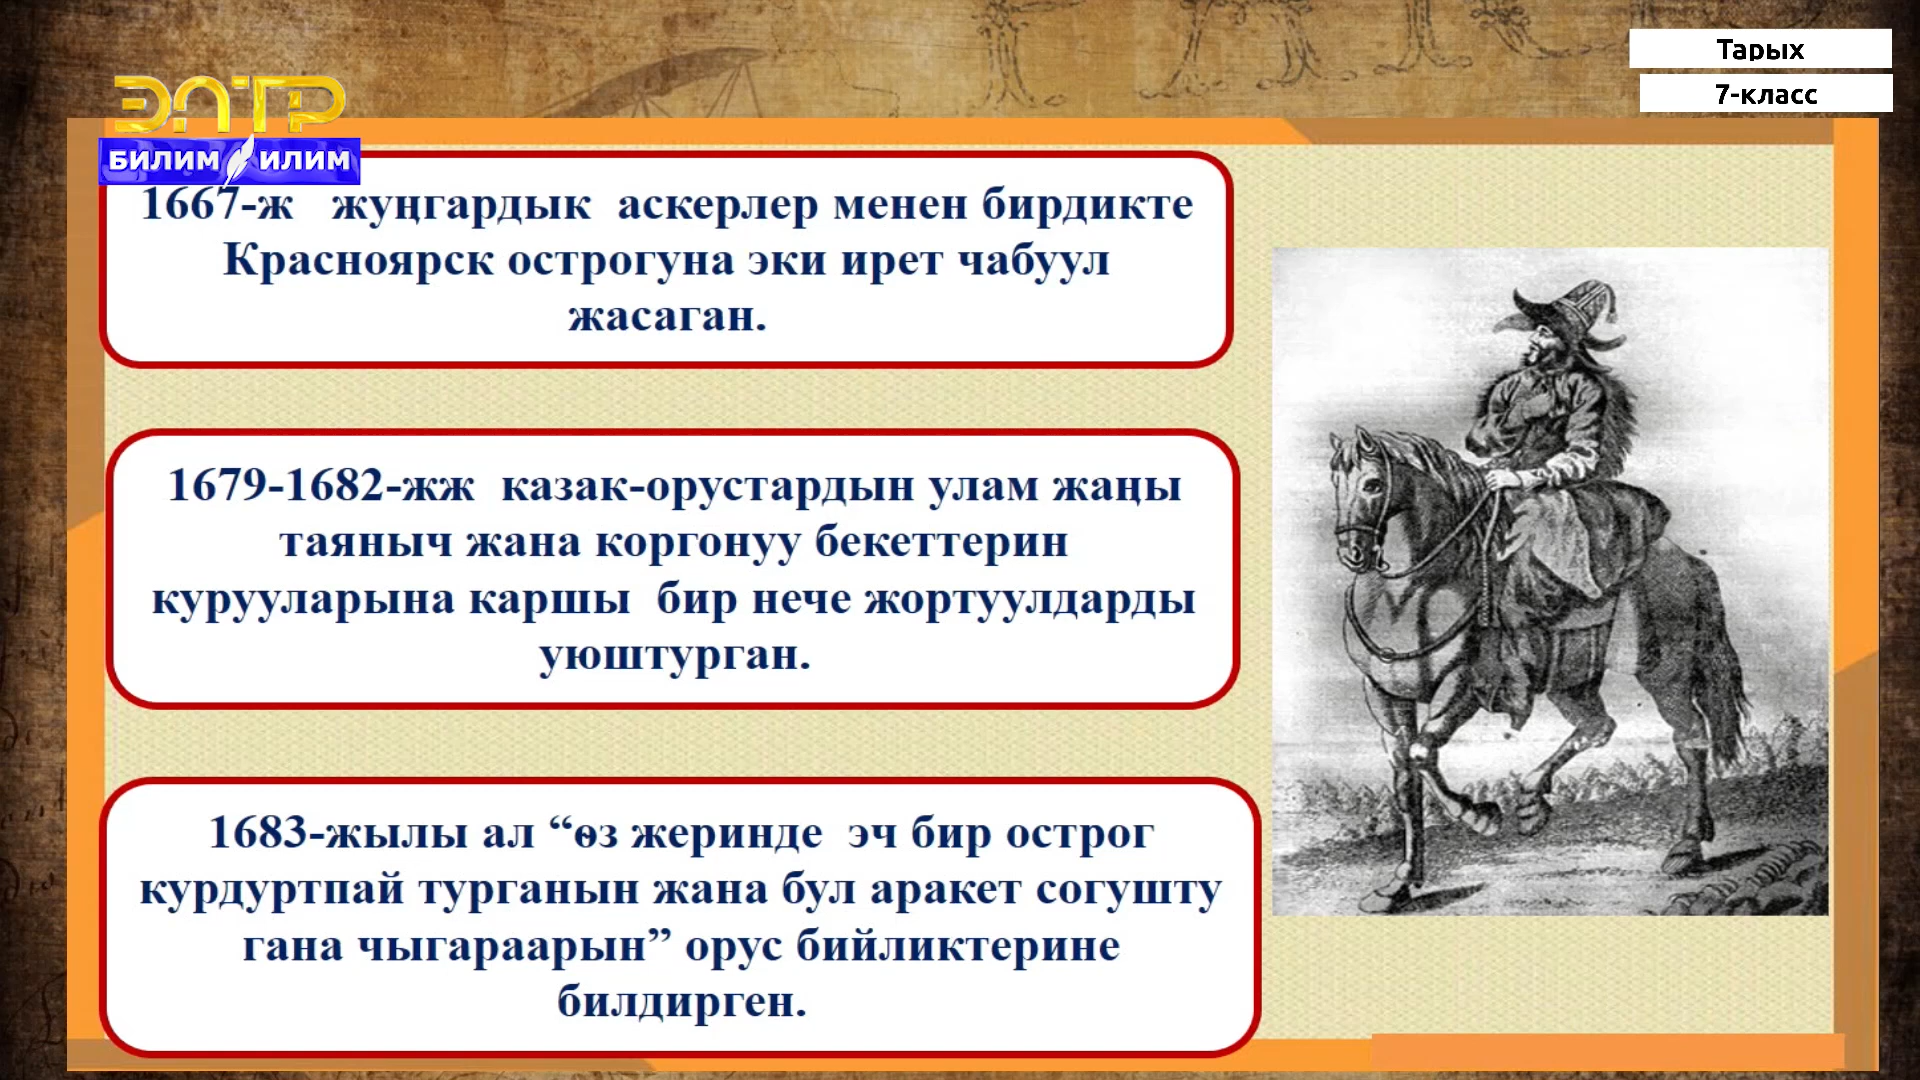 Тарых
7-класс
ЭЛТР
БИЛИМ ИЛИМ
1667-ж жуңгардык аскерлер менен бирдикте
Красноярск острогуна эки ирет чабуул
жасаган.
1679-1682-жж казак-орустардын улам жаңы
таяныч жана коргонуу бекеттерин
курууларына каршы бир нече жортуулдарды
уюштурган.
1683-жылы ал “өз жеринде эч бир острог
курдуртпай турганын жана бул аракет согушту
гана чыгараарын” орус бийликтерине
билдирген.